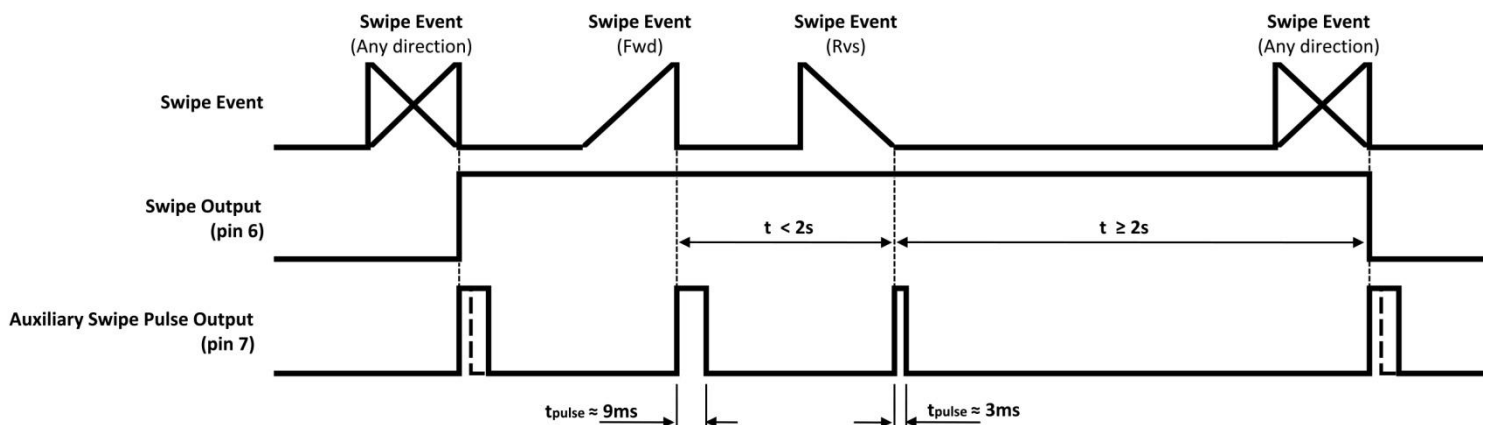 Swipe Event
(Any direction)
Swipe Event
(Fwd)
Swipe Event
(Rvs)
Swipe Event
(Any direction)
Swipe Event
Swipe Output
(pin 6)
t < 2s
t ≥ 2s
Auxiliary Swipe Pulse Output
(pin 7)
tpulse ≈ 9ms
tpulse ≈ 3ms